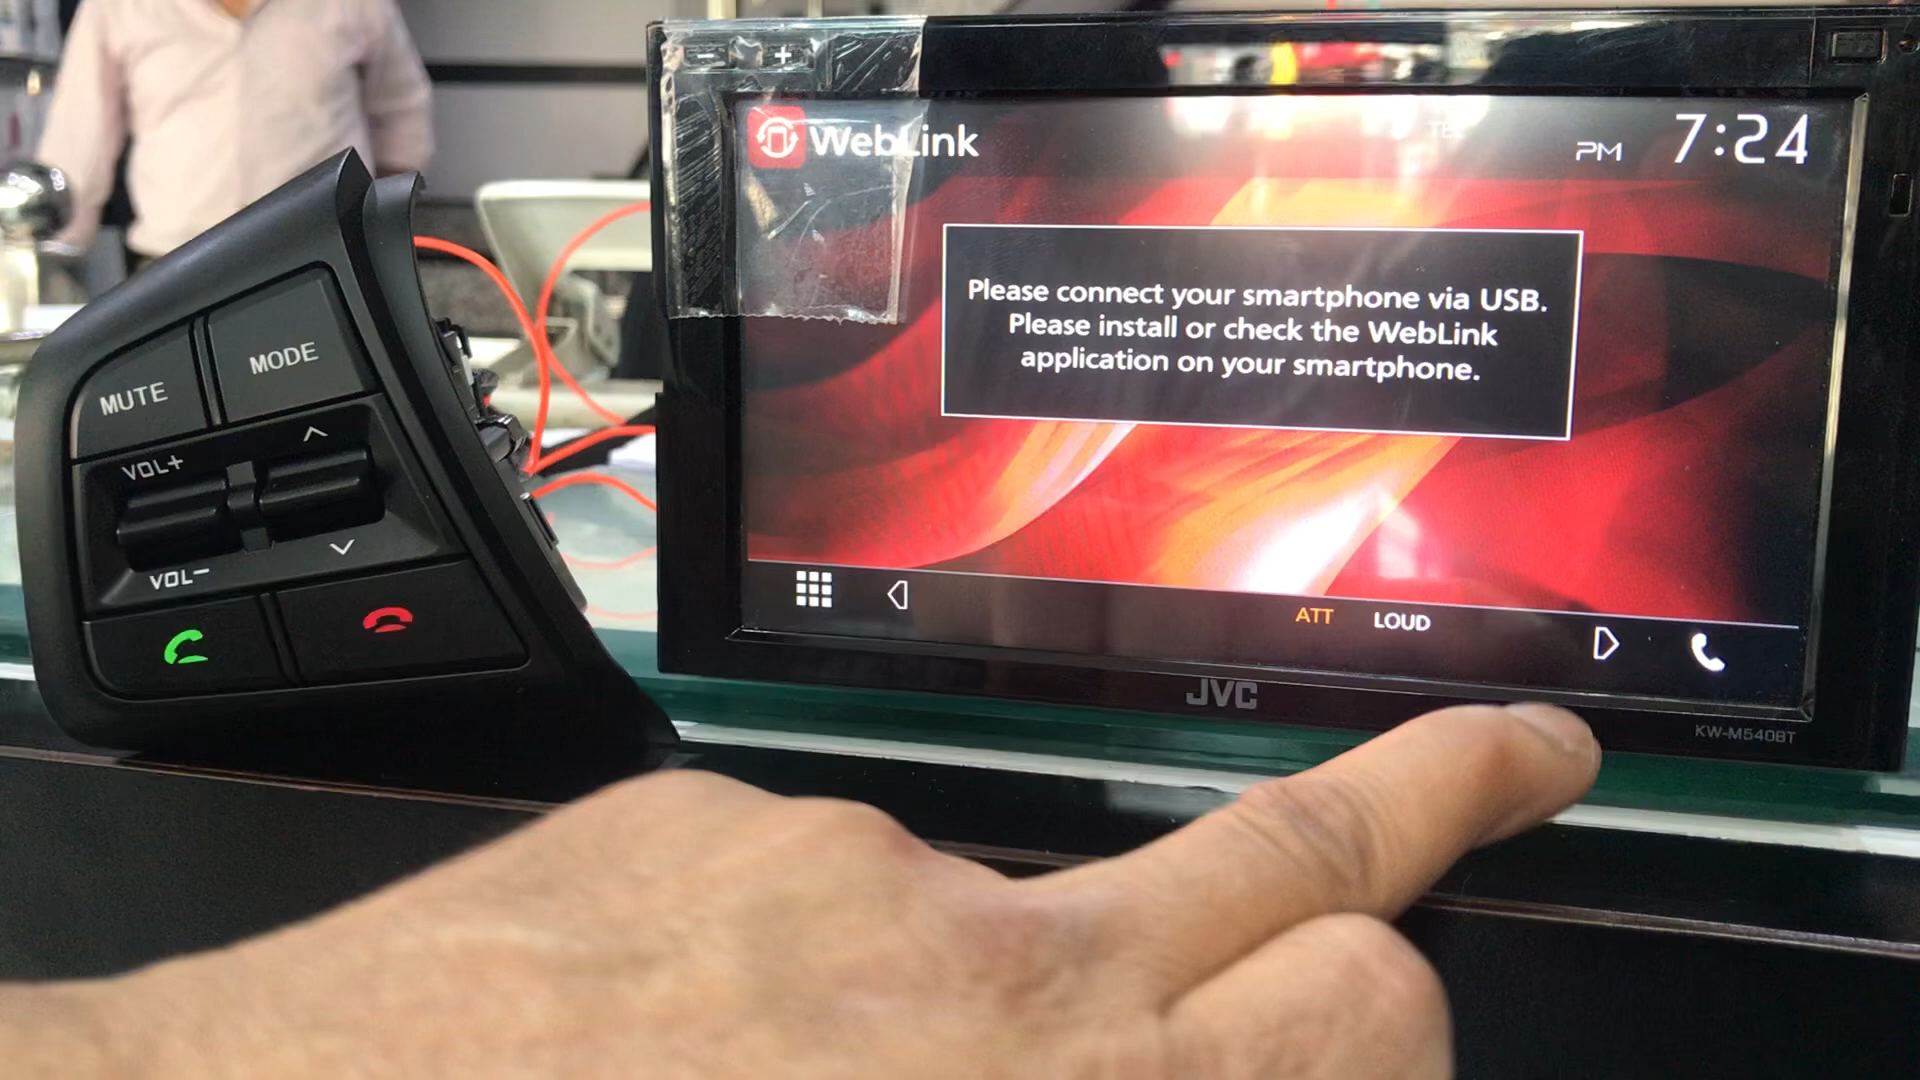 MUTE
MODE
VOL+
VOL-
WebLink
TEL
PM 7:24
Please connect your smartphone via USB.
Please install or check the WebLink
application on your smartphone.
ATT
LOUD
JVC
KW-M540BT